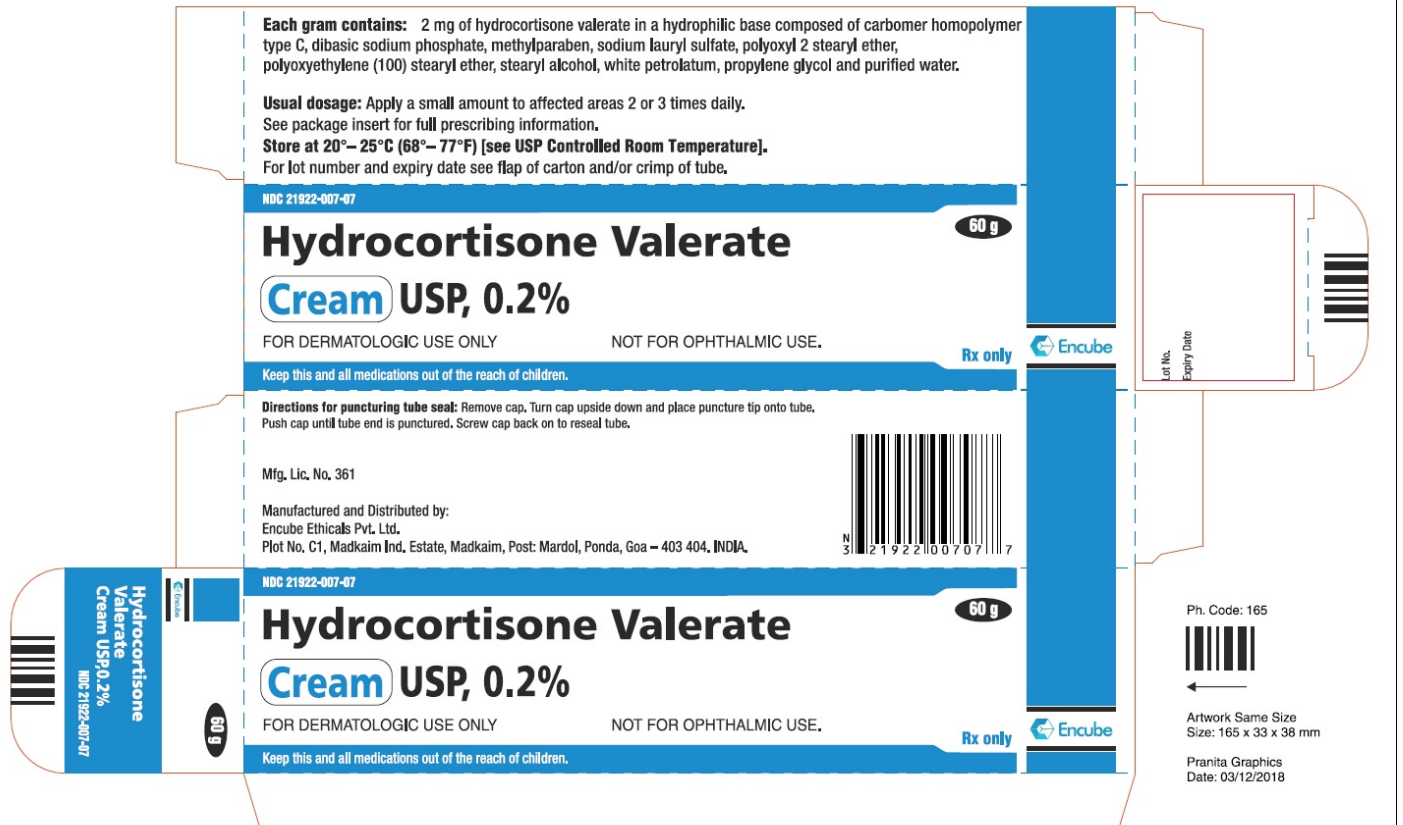 Each gram contains: 2 mg of hydrocortisone valerate in a hydrophilic base composed of carbomer homopolymer
type C, dibasic sodium phosphate, methylparaben, sodium lauryl sulfate, polyoxyl 2 stearyl ether,
polyoxyethylene (100) stearyl ether, stearyl alcohol, white petrolatum, propylene glycol and purified water.
Usual dosage: Apply a small amount to affected areas 2 or 3 times daily.
See package insert for full prescribing information.
Store at 20°– 25°C (68°– 77°F) [see USP Controlled Room Temperature].
For lot number and expiry date see flap of carton and/or crimp of tube.
NDC 21922-007-07
60 g
Hydrocortisone Valerate
Cream USP, 0.2%
FOR DERMATOLOGIC USE ONLY NOT FOR OPHTHALMIC USE.
Rx only
Encube
Keep this and all medications out of the reach of children.
Lot No.
Expiry Date
Directions for puncturing tube seal: Remove cap. Turn cap upside down and place puncture tip onto tube.
Push cap until tube end is punctured. Screw cap back on to reseal tube.
Mfg. Lic. No. 361
Manufactured and Distributed by:
Encube Ethicals Pvt. Ltd.
Plot No. C1, Madkaim Ind. Estate, Madkaim, Post: Mardol, Ponda, Goa – 403 404. INDIA.
N
3 21922 00707 7
Hydrocortisone
Valerate
Cream USP,0.2%
NDC 21922-007-07
Encube
60 g
NDC 21922-007-07
60 g
Hydrocortisone Valerate
Cream USP, 0.2%
FOR DERMATOLOGIC USE ONLY NOT FOR OPHTHALMIC USE.
Rx only
Encube
Keep this and all medications out of the reach of children.
Ph. Code: 165
Artwork Same Size
Size: 165 x 33 x 38 mm
Pranita Graphics
Date: 03/12/2018